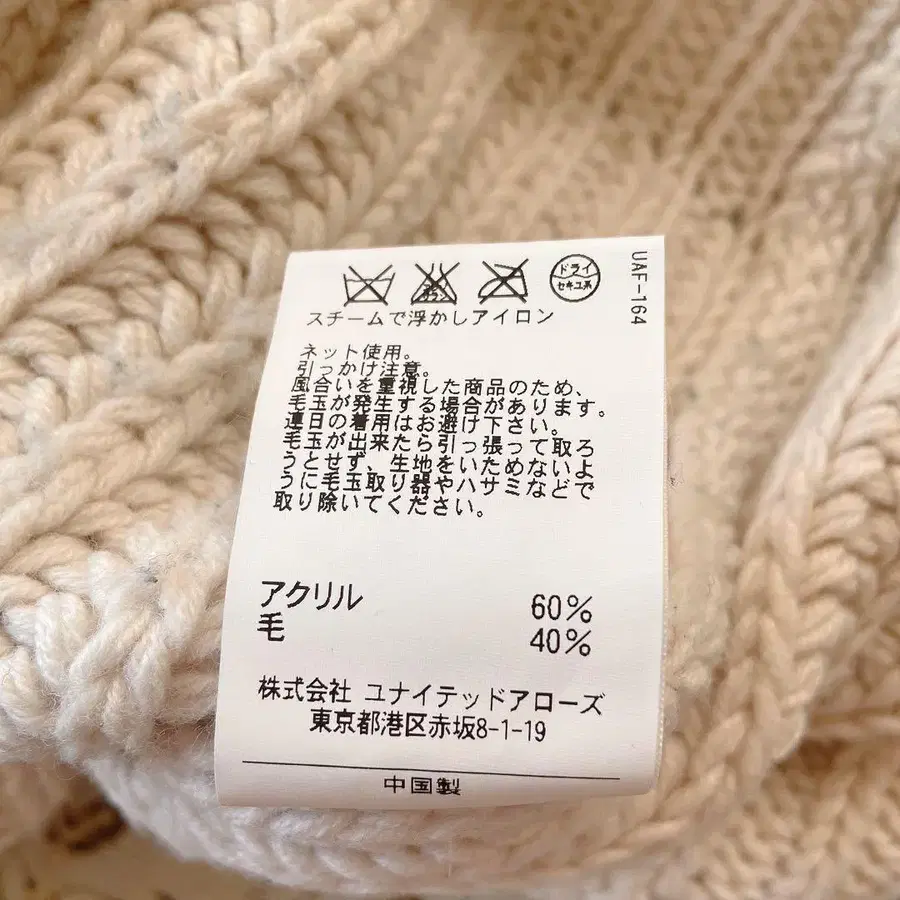 ドライ
セキユ系
UAF-164
スチームで浮かしアイロン
ネット使用。
引っかけ注意。
風合いを重視した商品のため、
毛玉が発生する場合があります。
連日の着用はお避け下さい。
毛玉が出来たら引っ張って取ろ
うとせず、生地をいためないよ
うに毛玉取り器やハサミなどで
取り除いてください。
アクリル 60%
毛 40%
株式会社 ユナイテッドアローズ
東京都港区赤坂8-1-19
中国製